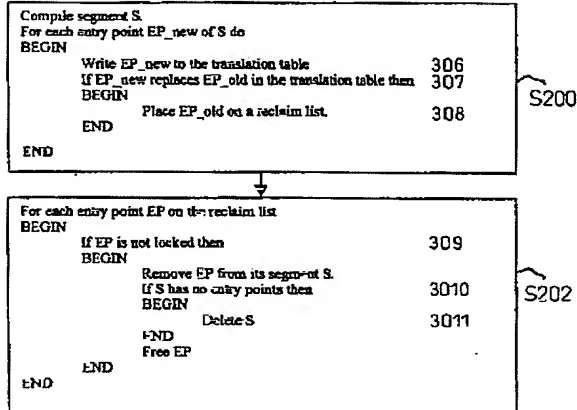 Compile segment S.
For each entry point EP_new of S do
BEGIN
Write EP_new to the translation table 306
If EP_new replaces EP_old in the translation table then 307
BEGIN
Place EP_old on a reclaim list. 308
END
END
S200
For each entry point EP on the reclaim list
BEGIN
If EP is not locked then 309
BEGIN
Remove EP from its segment S.
If S has no entry points then 3010
BEGIN
Delete S 3011
END
Free EP
END
END
S202